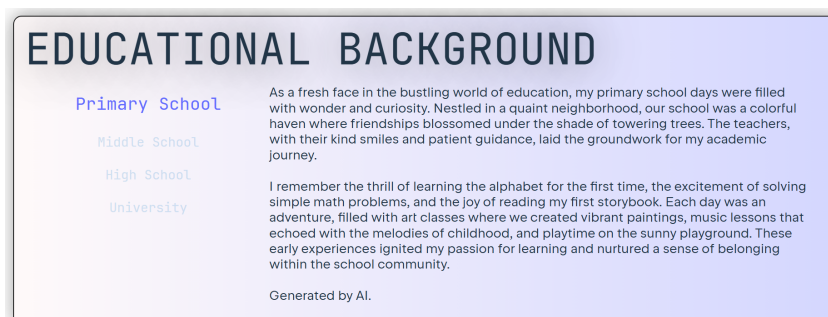 EDUCATIONAL BACKGROUND
Primary School
Middle School
High School
University
As a fresh face in the bustling world of education, my primary school days were filled
with wonder and curiosity. Nestled in a quaint neighborhood, our school was a colorful
haven where friendships blossomed under the shade of towering trees. The teachers,
with their kind smiles and patient guidance, laid the groundwork for my academic
journey.
I remember the thrill of learning the alphabet for the first time, the excitement of solving
simple math problems, and the joy of reading my first storybook. Each day was an
adventure, filled with art classes where we created vibrant paintings, music lessons that
echoed with the melodies of childhood, and playtime on the sunny playground. These
early experiences ignited my passion for learning and nurtured a sense of belonging
within the school community.
Generated by AI.